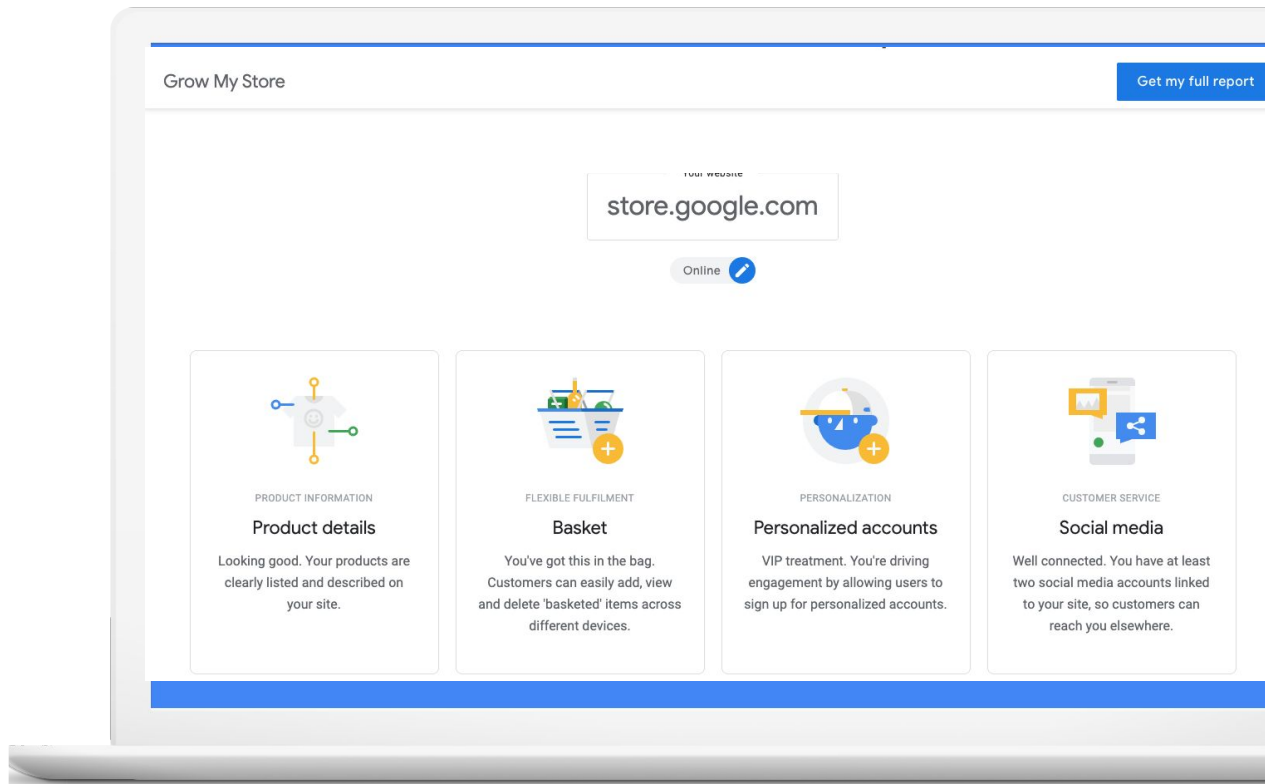 Grow My Store
Get my full report
Your website
store.google.com
Online
PRODUCT INFORMATION
Product details
Looking good. Your products are
clearly listed and described on
your site.
FLEXIBLE FULFILMENT
Basket
You've got this in the bag.
Customers can easily add, view
and delete 'basketed' items across
different devices.
PERSONALIZATION
Personalized accounts
VIP treatment. You're driving
engagement by allowing users to
sign up for personalized accounts.
CUSTOMER SERVICE
Social media
Well connected. You have at least
two social media accounts linked
to your site, so customers can
reach you elsewhere.